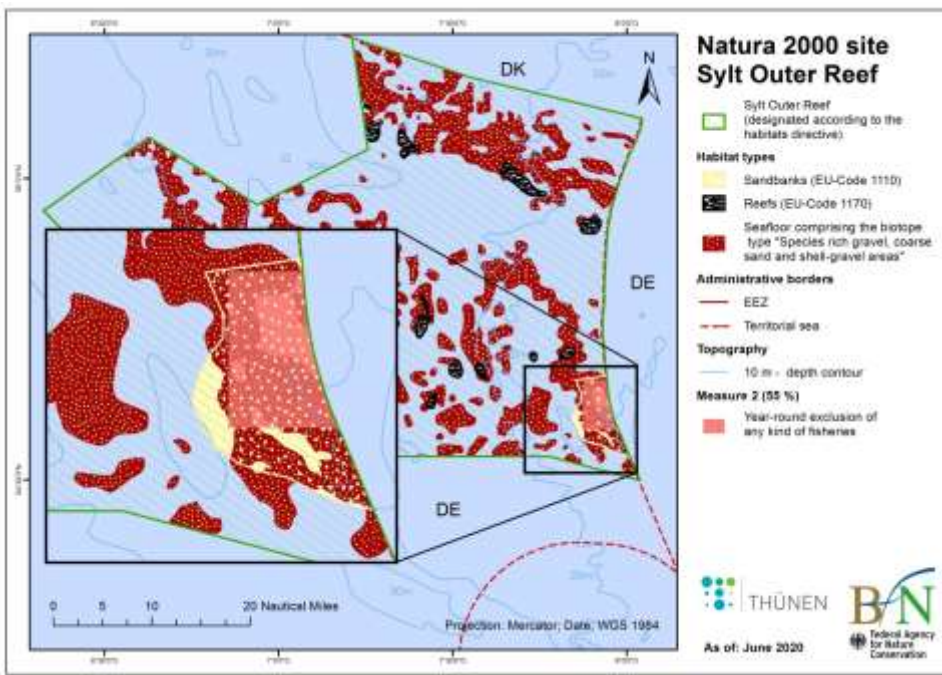 Natura 2000 site
Sylt Outer Reef
Sylt Outer Reef
(designated according to the
habitats directive)
Habitat types
Sandbanks (EU-Code 1110)
Reefs (EU-Code 1170)
Seafloor comprising the biotope
type "Species rich gravel, coarse
sand and shell-gravel areas"
Administrative borders
EEZ
Territorial sea
Topography
10 m - depth contour
Measure 2 (55 %)
Year-round exclusion of
any kind of fisheries
THÜNEN
BfN
Federal Agency
for Nature
Conservation
As of: June 2020
DK
N
DE
DE
0 5 10 20 Nautical Miles
Projection: Mercator; Date: WGS 1984